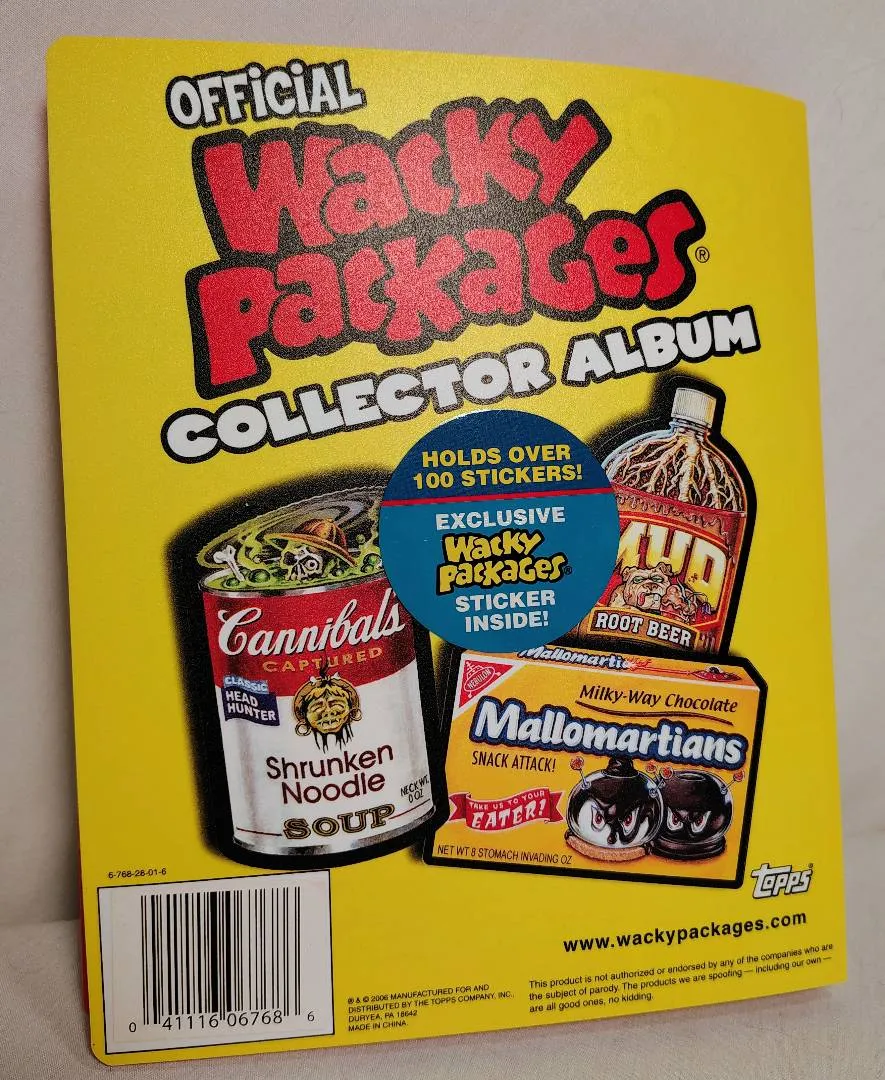 OFFiCiAL
Wacky
Packages®
COLLECTOR ALBUM
HOLDS OVER
100 STICKERS!
EXCLUSIVE
Wacky
Packages®
STICKER
INSIDE!
MUD
ROOT BEER
Cannibals
CAPTURED
CLASSIC
HEAD
HUNTER
Shrunken
Noodle
NECK WT.
0 OZ
SOUP
Mallomartia
NEBULON
Milky-Way Chocolate
Mallomartians
SNACK ATTACK!
TAKE US TO YOUR
EATER!
NET WT 8 STOMACH INVADING OZ
6-768-28-01-6
topps®
www.wackypackages.com
0 41116 06768 6
® & © 2006 MANUFACTURED FOR AND
DISTRIBUTED BY THE TOPPS COMPANY, INC.,
DURYEA, PA 18642
MADE IN CHINA.
This product is not authorized or endorsed by any of the companies who are
the subject of parody. The products we are spoofing — including our own —
are all good ones, no kidding.